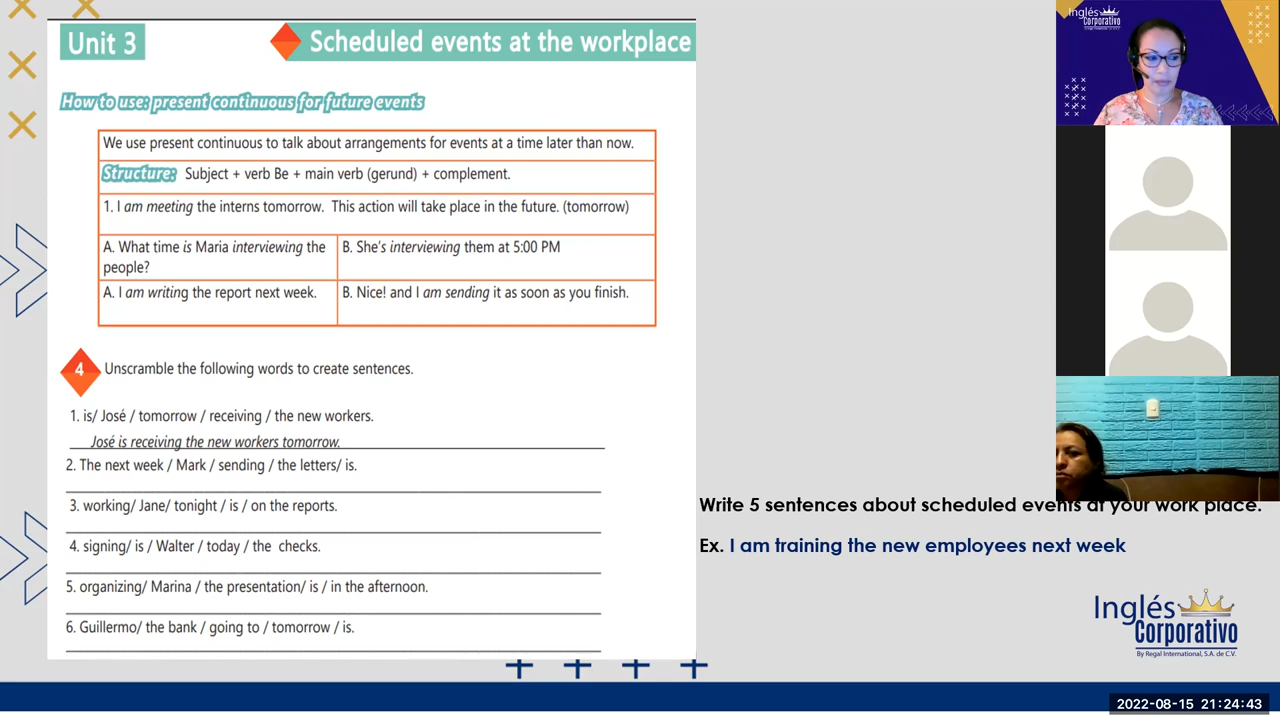 Unit 3
Scheduled events at the workplace
How to use: present continuous for future events
We use present continuous to talk about arrangements for events at a time later than now.
Structure: Subject + verb Be + main verb (gerund) + complement.
1. I am meeting the interns tomorrow. This action will take place in the future. (tomorrow)
A. What time is Maria interviewing the
people?
B. She's interviewing them at 5:00 PM
A. I am writing the report next week.
B. Nice! and I am sending it as soon as you finish.
4
Unscramble the following words to create sentences.
1. is/ José / tomorrow / receiving / the new workers.
José is receiving the new workers tomorrow.
2. The next week / Mark / sending / the letters/ is.
3. working/ Jane/ tonight / is / on the reports.
4. signing/ is / Walter / today / the checks.
5. organizing/ Marina / the presentation/ is / in the afternoon.
6. Guillermo/ the bank / going to / tomorrow / is.
Write 5 sentences about scheduled events at your work place.
Ex. I am training the new employees next week
Inglés
Corporativo
Inglés
Corporativo
By Regal International, S.A. de C.V.
2022-08-15 21:24:43